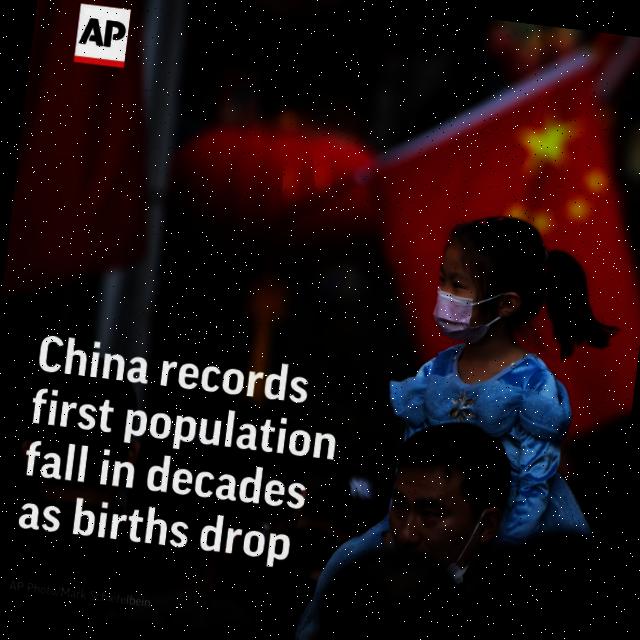 AP
China records
first population
fall in decades
as births drop